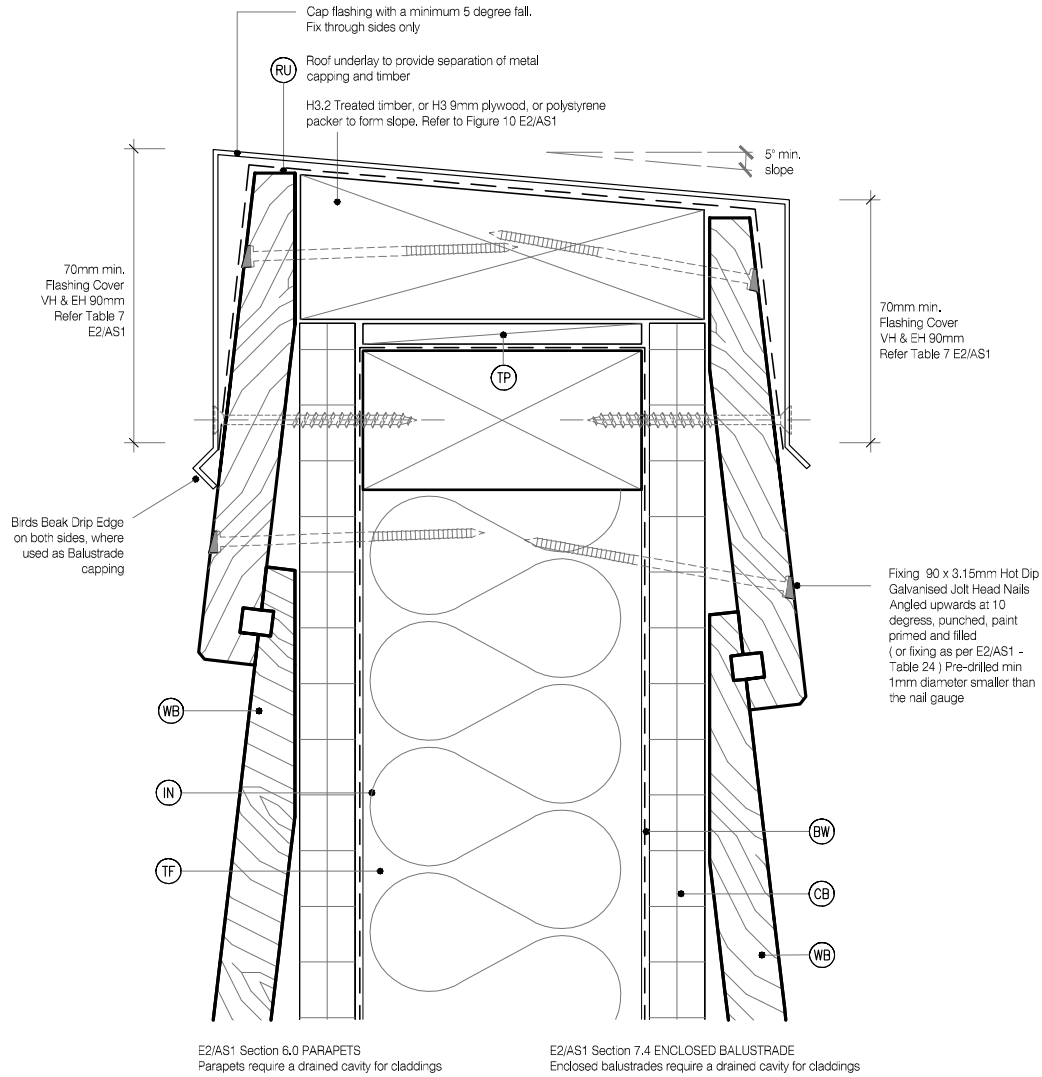 Cap flashing with a minimum 5 degree fall.
Fix through sides only
RU
Roof underlay to provide separation of metal
capping and timber
H3.2 Treated timber, or H3 9mm plywood, or polystyrene
packer to form slope. Refer to Figure 10 E2/AS1
5° min.
slope
70mm min.
Flashing Cover
VH & EH 90mm
Refer Table 7
E2/AS1
70mm min.
Flashing Cover
VH & EH 90mm
Refer Table 7 E2/AS1
TP
Birds Beak Drip Edge
on both sides, where
used as Balustrade
capping
Fixing 90 x 3.15mm Hot Dip
Galvanised Jolt Head Nails
Angled upwards at 10
degress, punched, paint
primed and filled
( or fixing as per E2/AS1 -
Table 24 ) Pre-drilled min
1mm diameter smaller than
the nail gauge
WB
IN
BW
TF
CB
WB
E2/AS1 Section 6.0 PARAPETS
Parapets require a drained cavity for claddings
E2/AS1 Section 7.4 ENCLOSED BALUSTRADE
Enclosed balustrades require a drained cavity for claddings